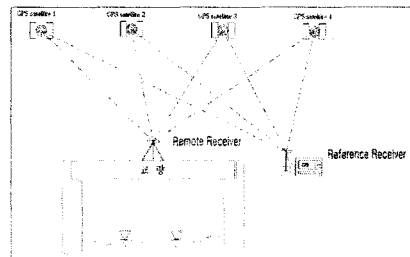 GPS satellite 1
GPS satellite 2
GPS satellite 3
GPS satellite 4
Remote Receiver
Reference Receiver